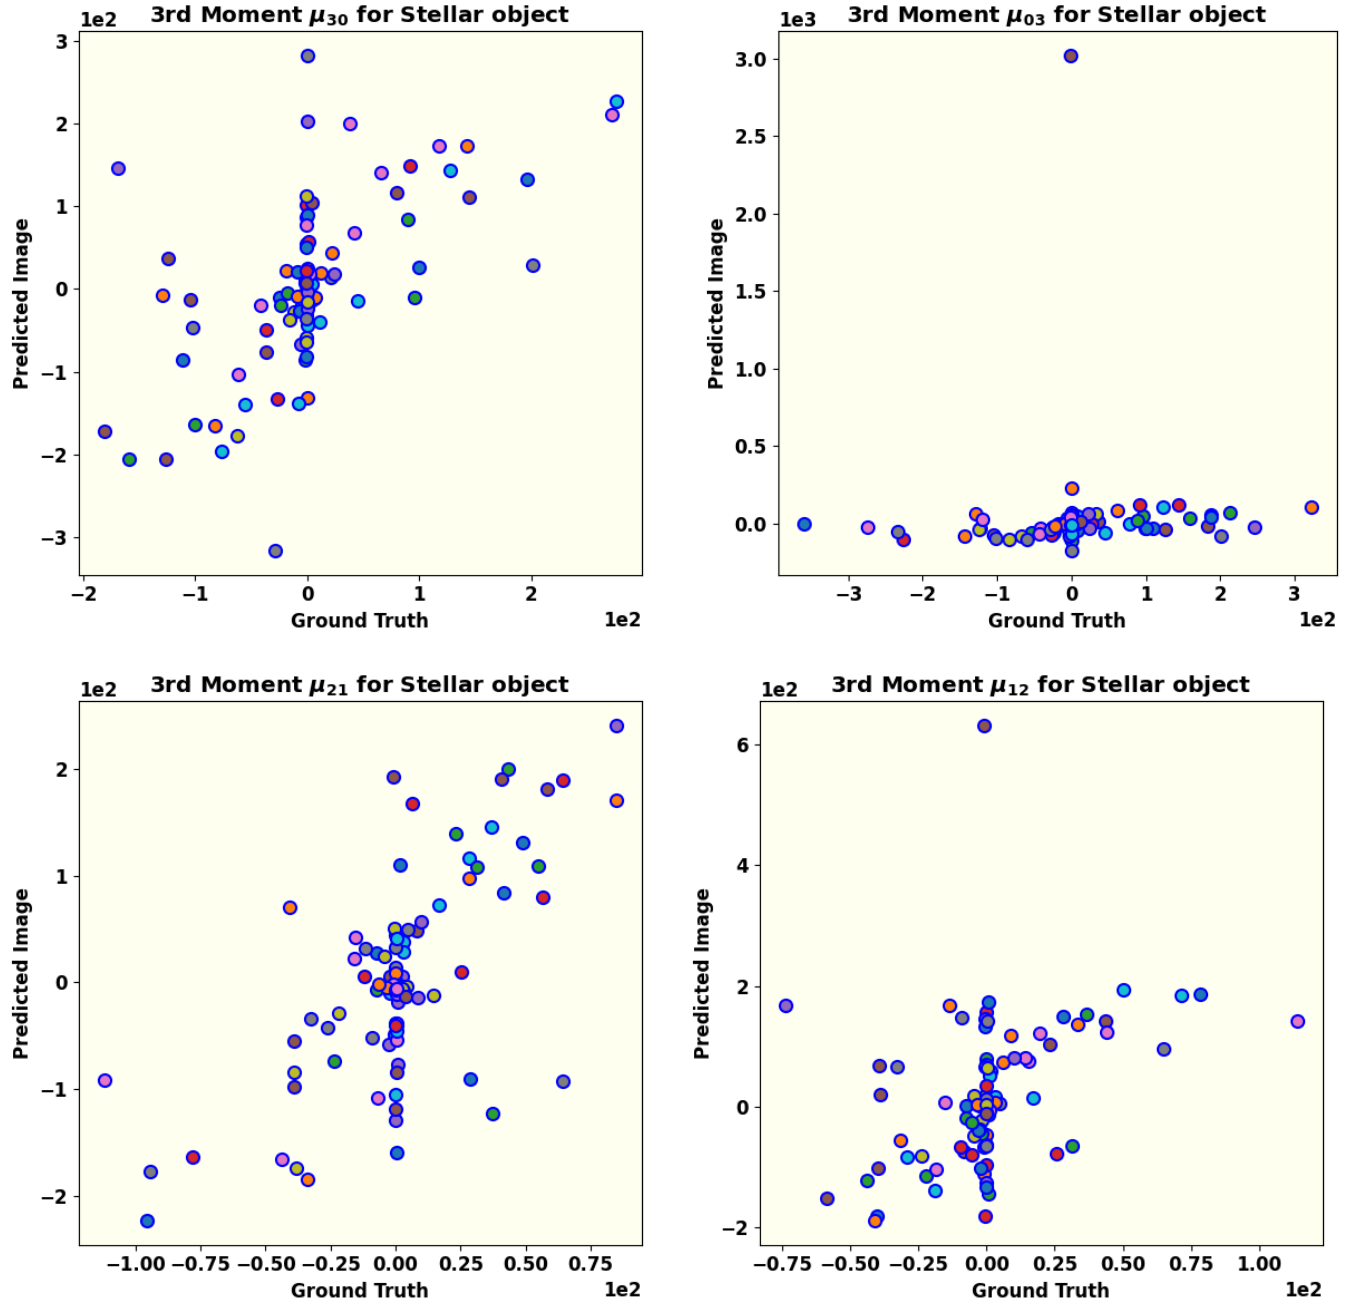 1e2
3rd Moment μ30 for Stellar object
3
2
1
0
−1
−2
−3
Predicted Image
−2 −1 0 1 2
Ground Truth
1e2
1e3
3rd Moment μ03 for Stellar object
3.0
2.5
2.0
1.5
1.0
0.5
0.0
Predicted Image
−3 −2 −1 0 1 2 3
Ground Truth
1e2
1e2
3rd Moment μ21 for Stellar object
2
1
0
−1
−2
Predicted Image
−1.00 −0.75 −0.50 −0.25 0.00 0.25 0.50 0.75
Ground Truth
1e2
1e2
3rd Moment μ12 for Stellar object
6
4
2
0
−2
Predicted Image
−0.75 −0.50 −0.25 0.00 0.25 0.50 0.75 1.00
Ground Truth
1e2